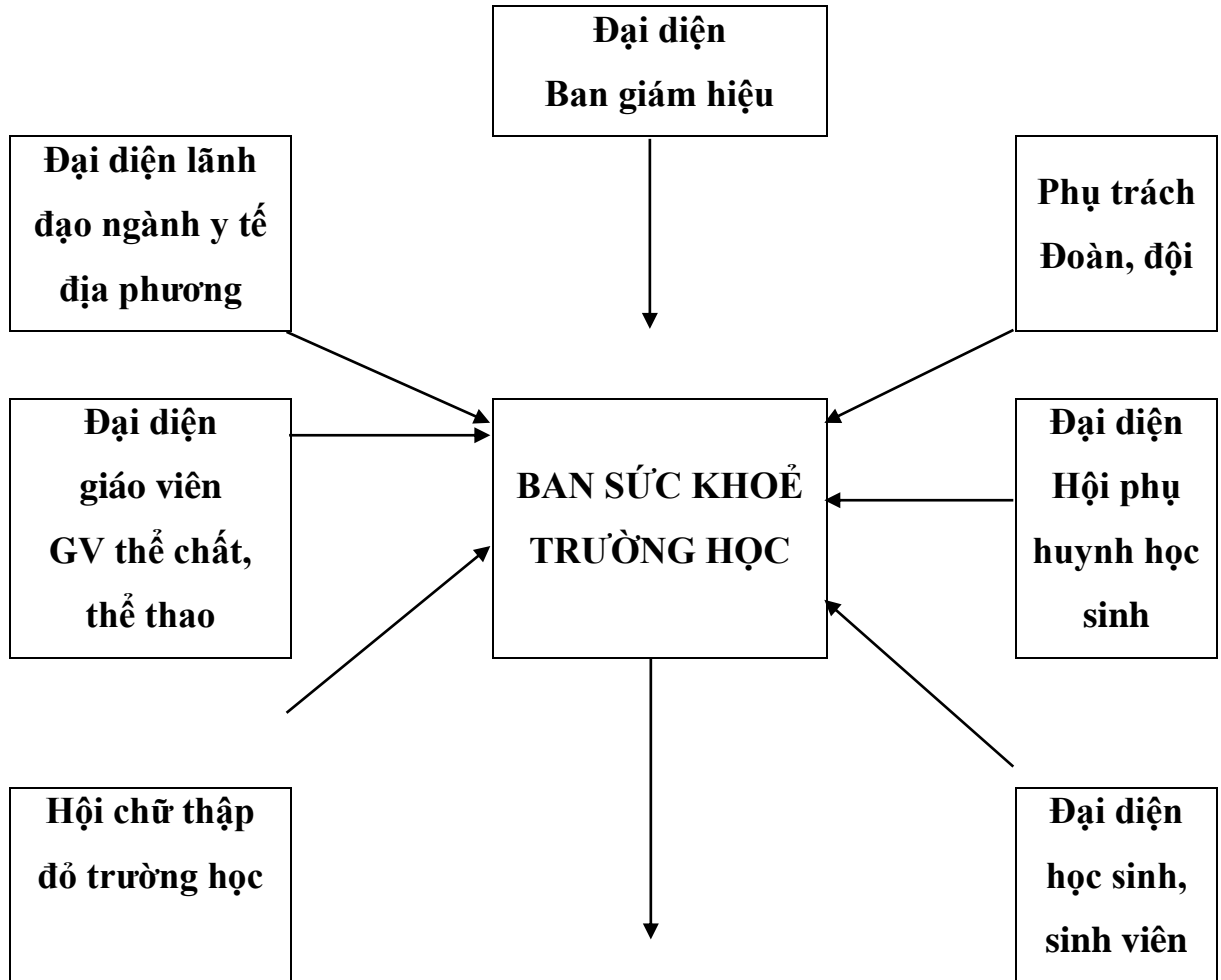 Đại diện
Ban giám hiệu
Đại diện lãnh
đạo ngành y tế
địa phương
Phụ trách
Đoàn, đội
Đại diện
giáo viên
GV thể chất,
thể thao
BAN SỨC KHOẺ
TRƯỜNG HỌC
Đại diện
Hội phụ
huynh học
sinh
Hội chữ thập
đỏ trường học
Đại diện
học sinh,
sinh viên